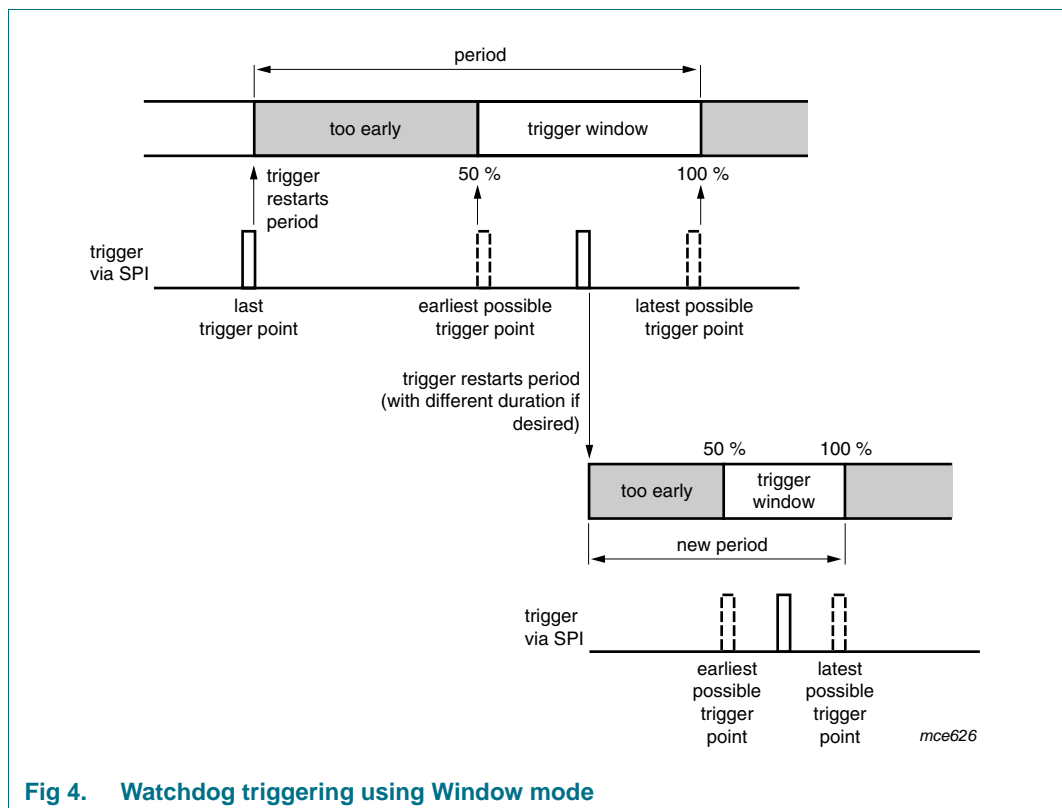 period
too early
trigger window
trigger
restarts
period
50 %
100 %
trigger
via SPI
last
trigger point
earliest possible
trigger point
latest possible
trigger point
trigger restarts period
(with different duration if
desired)
50 %
100 %
too early
trigger
window
new period
trigger
via SPI
earliest
possible
trigger
point
latest
possible
trigger
point
mce626
Fig 4. Watchdog triggering using Window mode